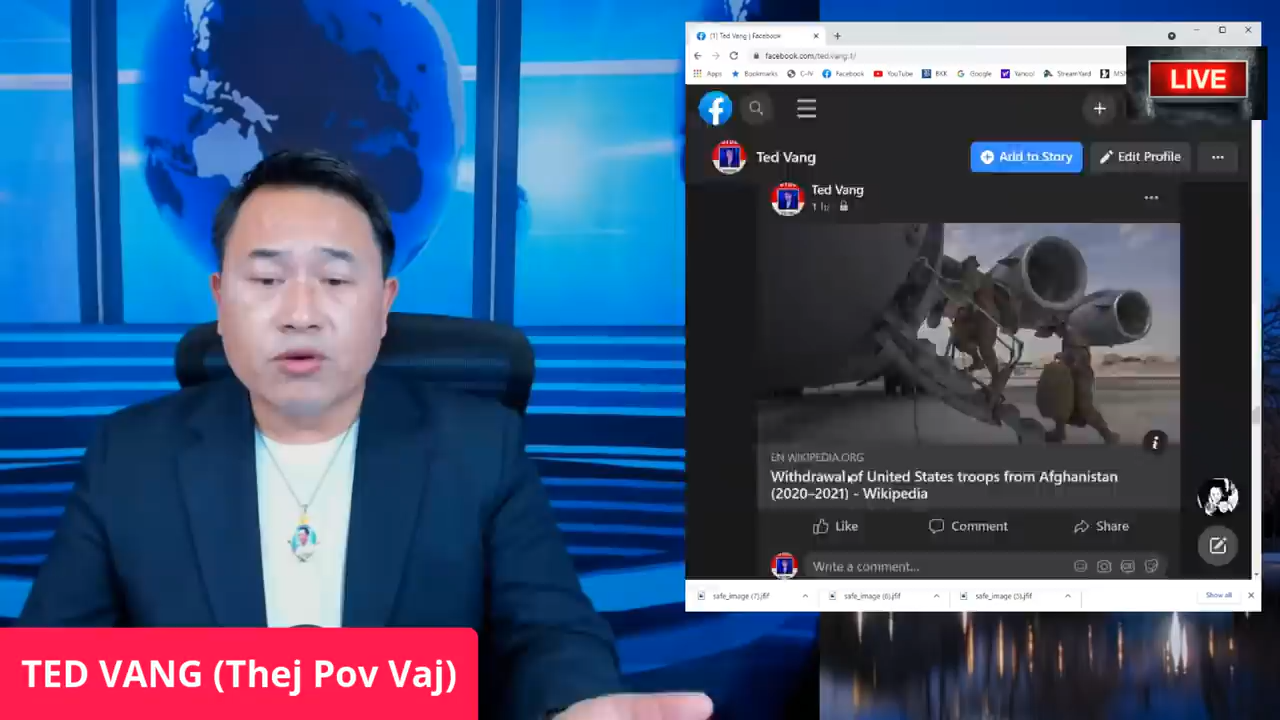 (1) Ted Vang | Facebook
facebook.com/ted.vang.t/
Apps Bookmarks Facebook YouTube BKK Google Yahoo! StreamYard
LIVE
Ted Vang
Add to Story
Edit Profile
Ted Vang
EN.WIKIPEDIA.ORG
Withdrawal of United States troops from Afghanistan
(2020–2021) - Wikipedia
Like Comment Share
Write a comment...
safe_image (7).jfif safe_image (6).jfif safe_image (5).jfif Show all
TED VANG (Thej Pov Vaj)